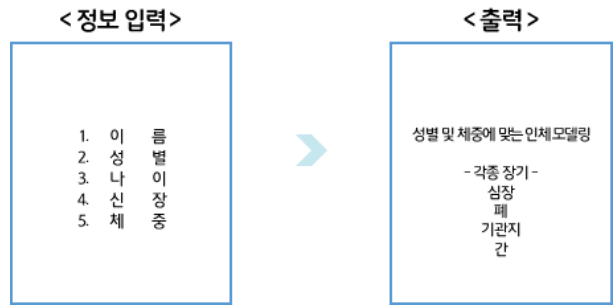 < 정보 입력>
1. 이 름
2. 성 별
3. 나 이
4. 신 장
5. 체 중
<출력>
성별 및 체중에 맞는 인체 모델링
- 각종 장기 -
심장
폐
기관지
간